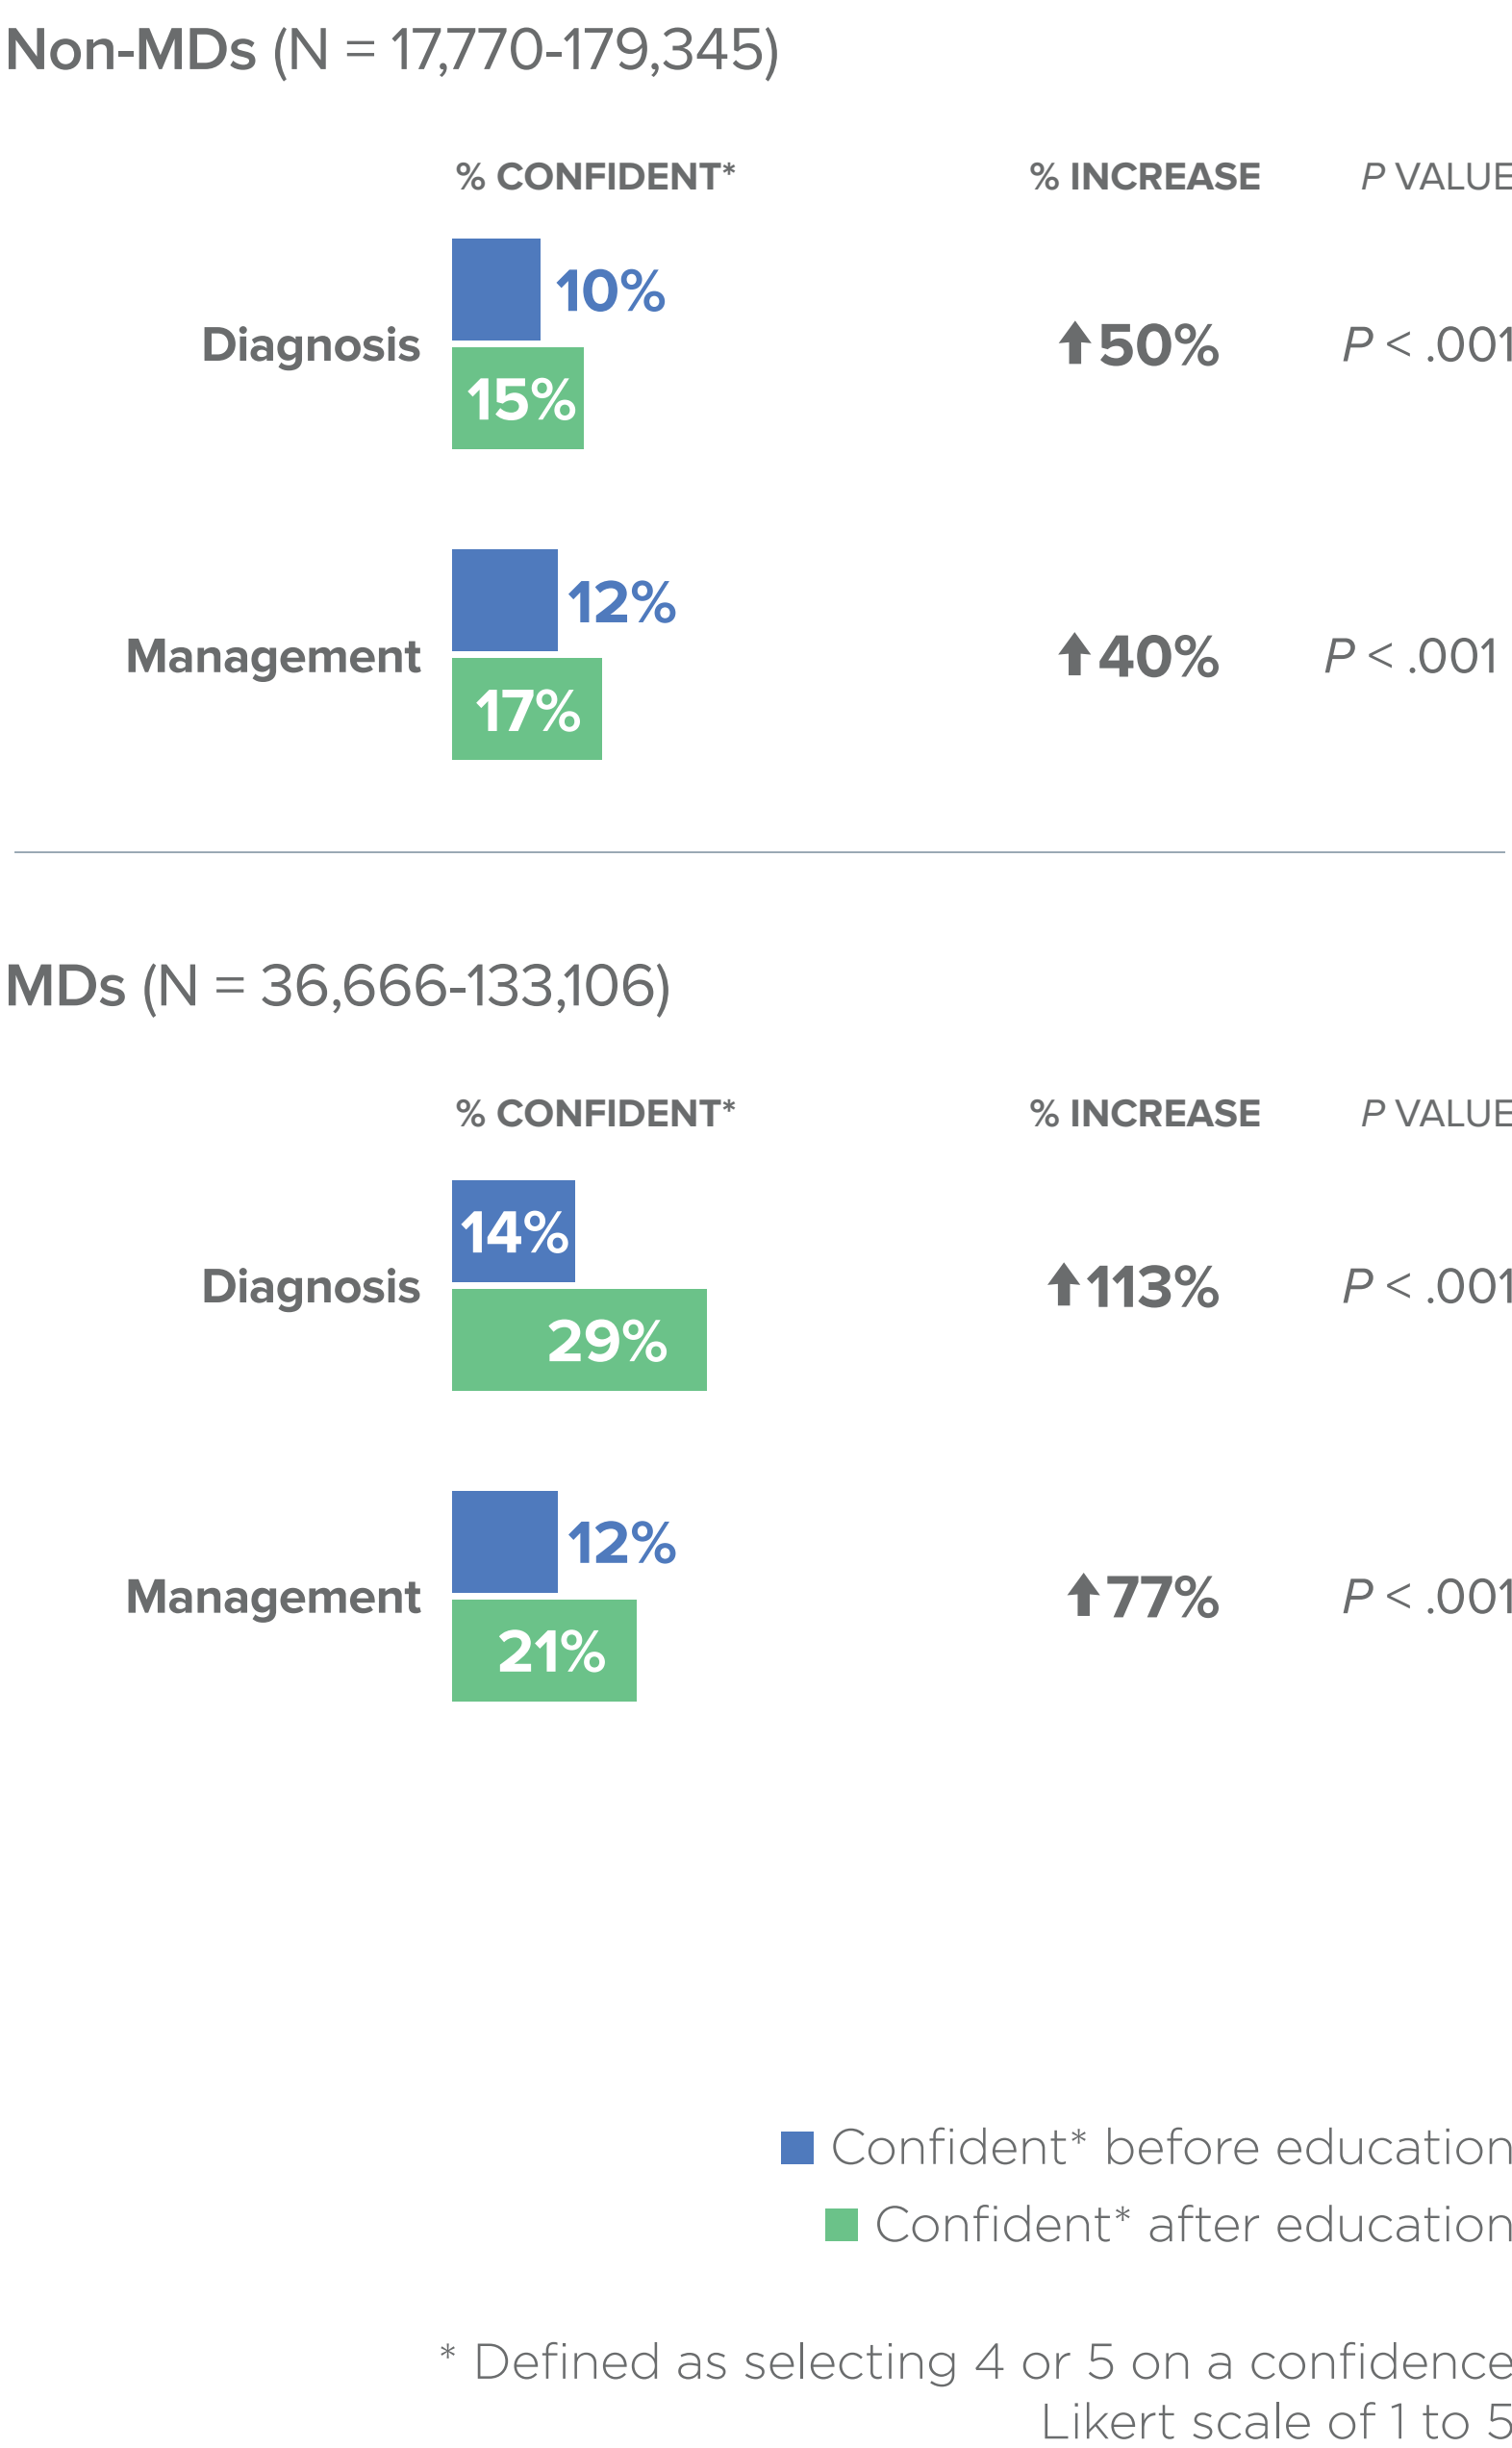 Non-MDs (N = 17,770-179,345)
% CONFIDENT* % INCREASE P VALUE
10%
Diagnosis 50% P < .001
15%
12%
Management 40% P < .001
17%
MDs (N = 36,666-133,106)
% CONFIDENT* % INCREASE P VALUE
14%
Diagnosis 113% P < .001
29%
12%
Management 77% P < .001
21%
Confident* before education
Confident* after education
* Defined as selecting 4 or 5 on a confidence
Likert scale of 1 to 5